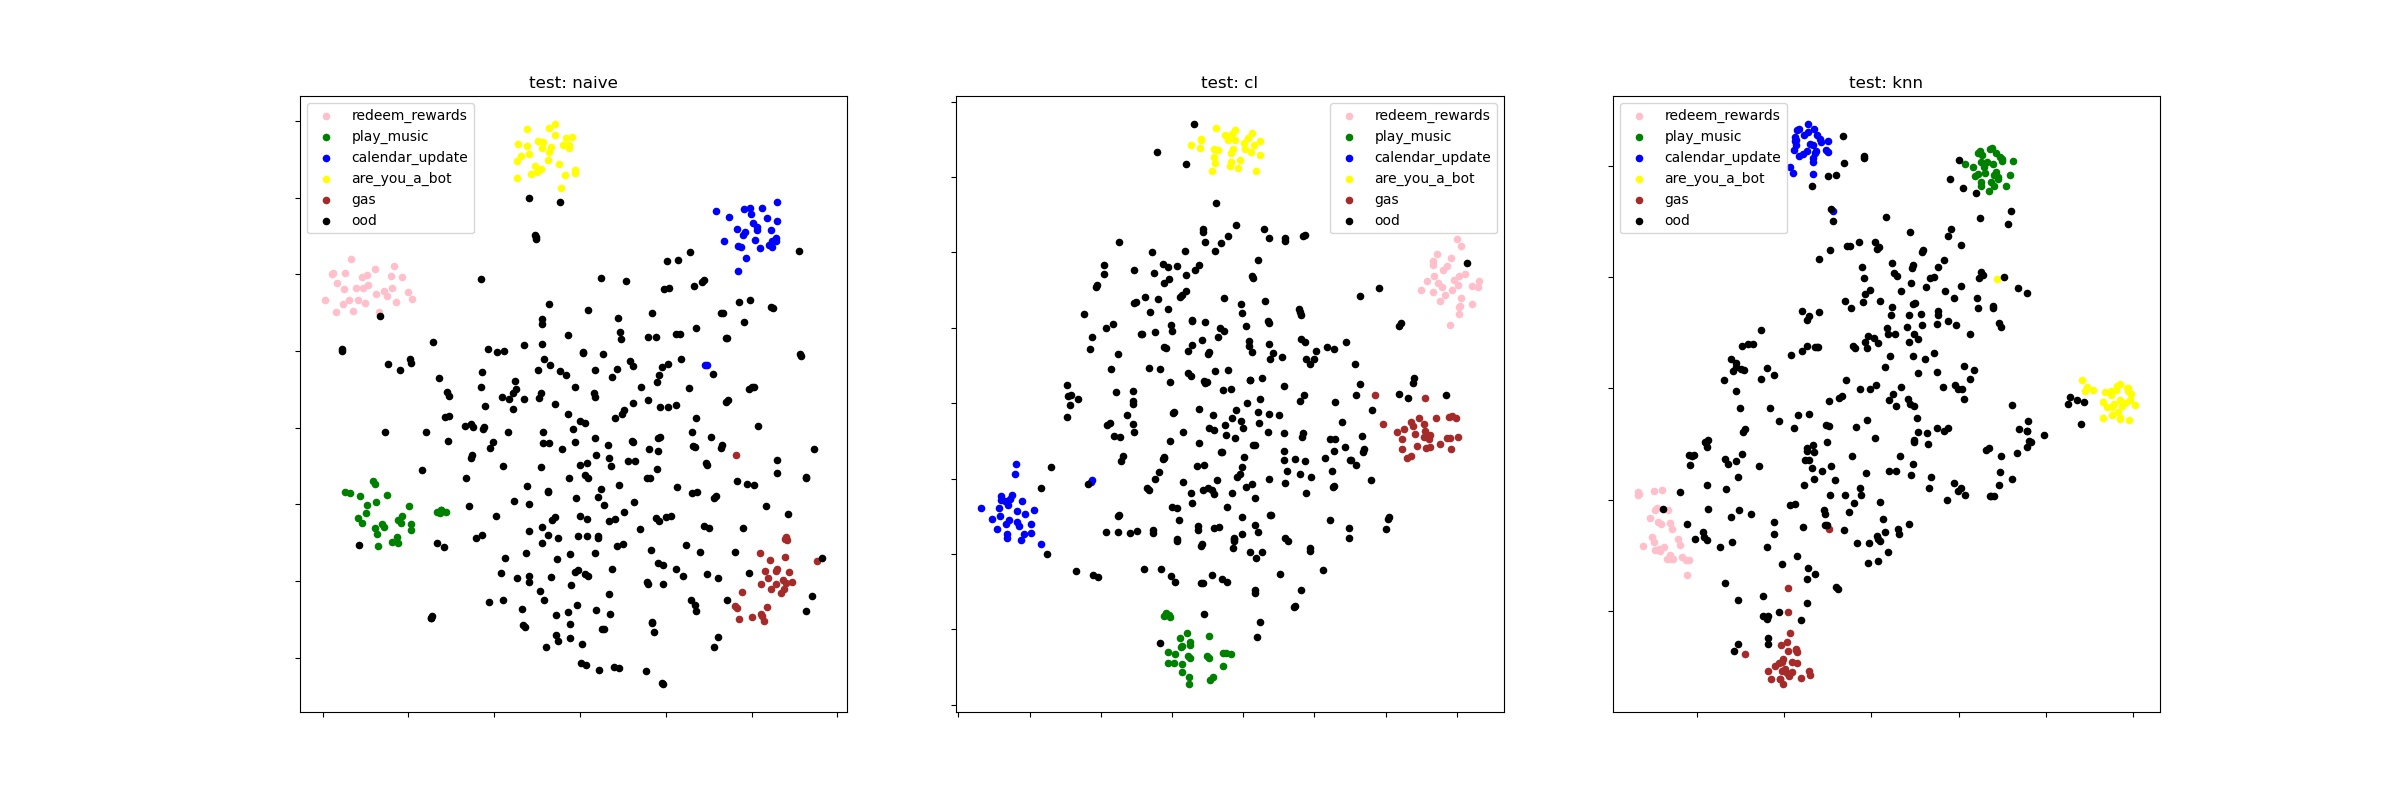 test: naive
redeem_rewards
play_music
calendar_update
are_you_a_bot
gas
ood
test: cl
redeem_rewards
play_music
calendar_update
are_you_a_bot
gas
ood
test: knn
redeem_rewards
play_music
calendar_update
are_you_a_bot
gas
ood